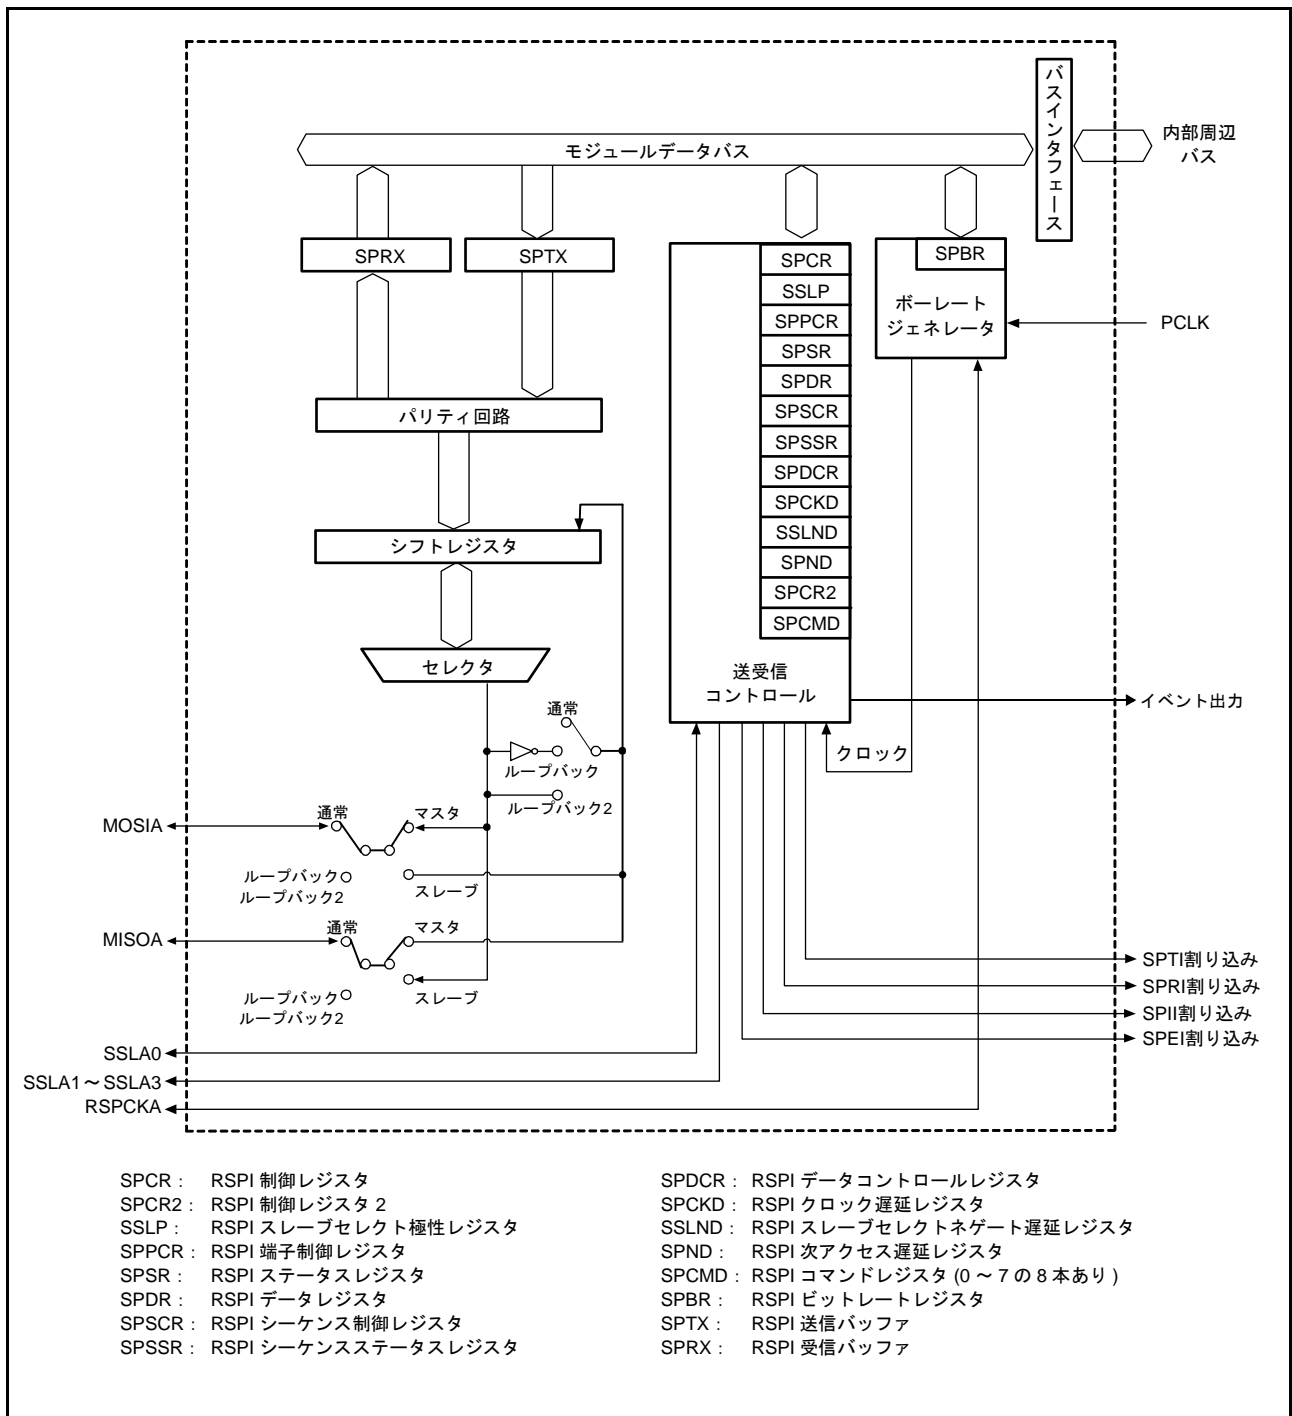 バスインタフェース
内部周辺
バス
モジュールデータバス
SPRX
SPTX
SPCR
SSLP
SPPCR
SPSR
SPDR
SPSCR
SPSSR
SPDCR
SPCKD
SSLND
SPND
SPCR2
SPCMD
送受信
コントロール
SPBR
ボーレート
ジェネレータ
PCLK
パリティ回路
シフトレジスタ
セレクタ
通常
ループバック
ループバック2
クロック
イベント出力
MOSIA
通常
マスタ
ループバック
ループバック2
スレーブ
MISOA
通常
マスタ
ループバック
ループバック2
スレーブ
SPTI割り込み
SPRI割り込み
SPII割り込み
SPEI割り込み
SSLA0
SSLA1～SSLA3
RSPCKA
SPCR : RSPI 制御レジスタ
SPCR2 : RSPI 制御レジスタ 2
SSLP : RSPI スレーブセレクト極性レジスタ
SPPCR : RSPI 端子制御レジスタ
SPSR : RSPI ステータスレジスタ
SPDR : RSPI データレジスタ
SPSCR : RSPI シーケンス制御レジスタ
SPSSR : RSPI シーケンスステータスレジスタ
SPDCR : RSPI データコントロールレジスタ
SPCKD : RSPI クロック遅延レジスタ
SSLND : RSPI スレーブセレクトネゲート遅延レジスタ
SPND : RSPI 次アクセス遅延レジスタ
SPCMD : RSPI コマンドレジスタ (0 ～ 7 の 8 本あり )
SPBR : RSPI ビットレートレジスタ
SPTX : RSPI 送信バッファ
SPRX : RSPI 受信バッファ